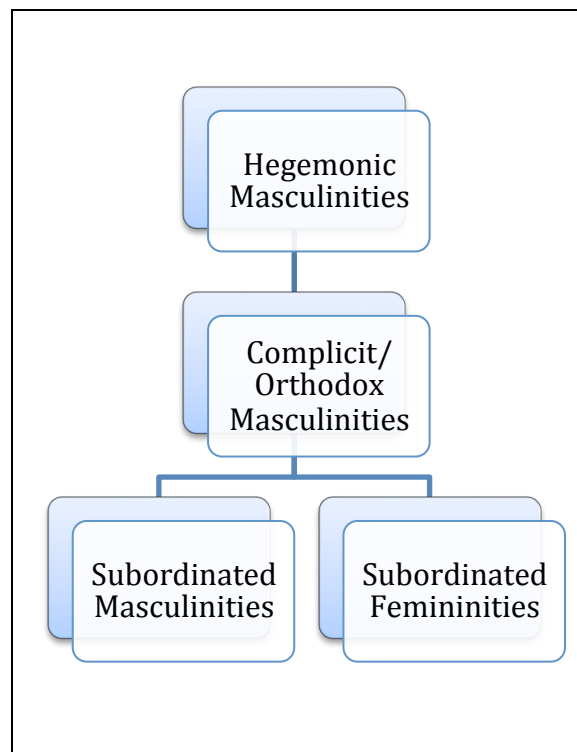 Hegemonic
Masculinities
Complicit/
Orthodox
Masculinities
Subordinated
Masculinities
Subordinated
Femininities